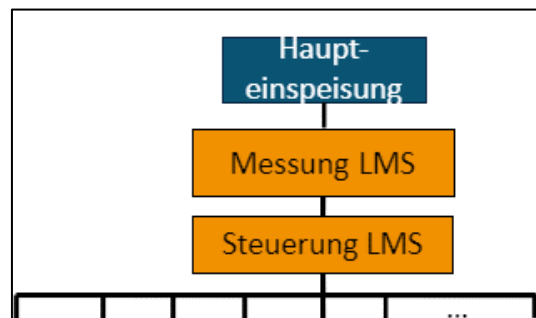 Haupt-
einspeisung
Messung LMS
Steuerung LMS
...